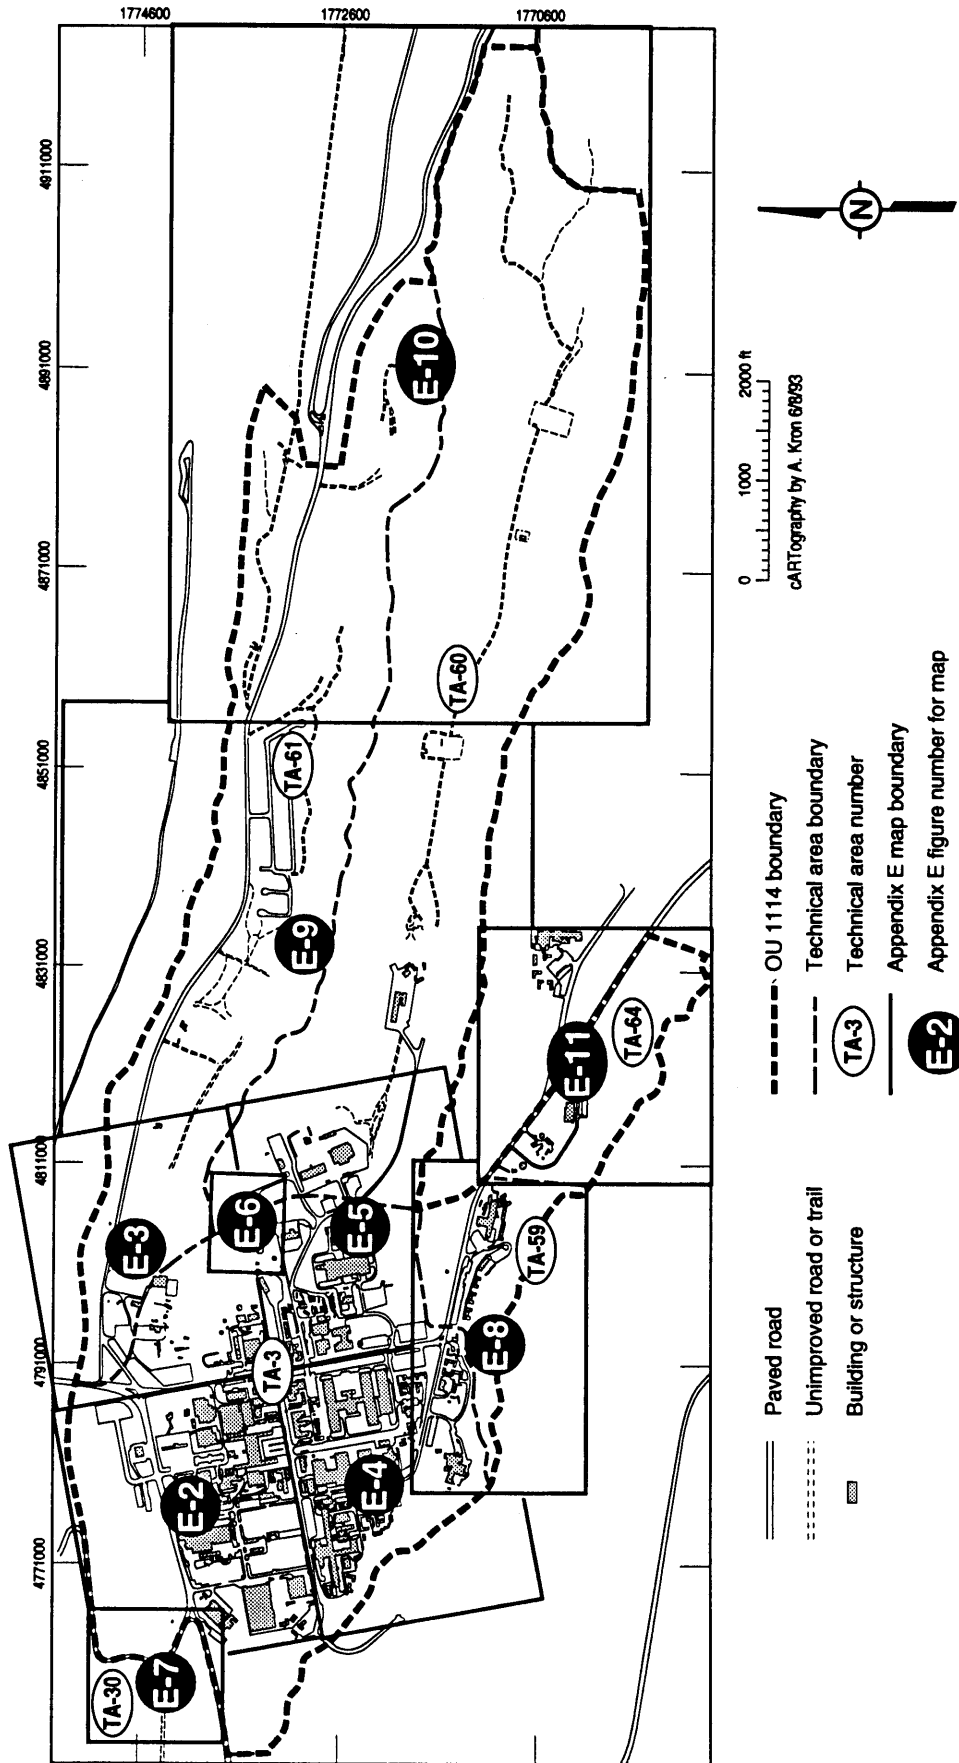 4771000
4791000
4811000
4831000
4851000
4871000
4891000
4911000
1774600
1772600
1770600
TA-30
E-7
E-2
E-3
E-6
TA-3
E-4
E-5
E-8
TA-59
E-9
TA-61
E-11
TA-64
TA-60
E-10
Paved road
Unimproved road or trail
Building or structure
OU 1114 boundary
Technical area boundary
TA-3
Technical area number
Appendix E map boundary
E-2
Appendix E figure number for map
0 1000 2000 ft
cARTography by A. Kron 6/8/93
N